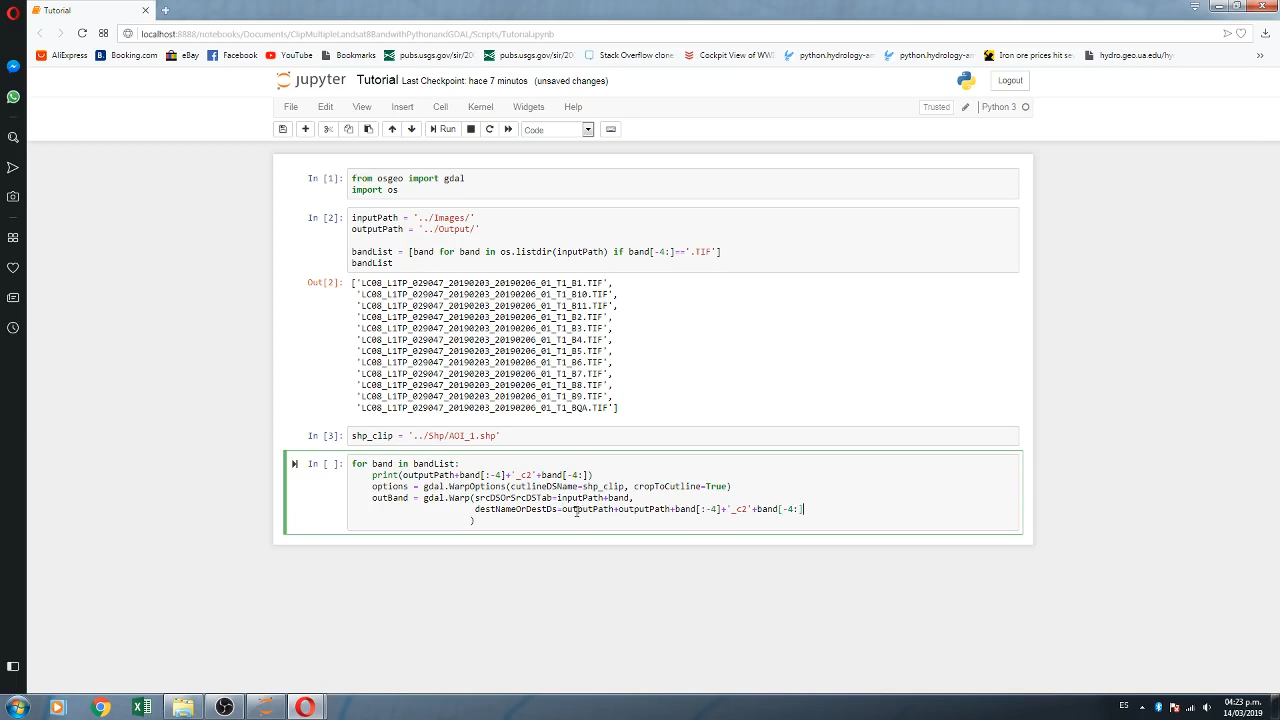 Tutorial
localhost:8888/notebooks/Documents/ClipMultipleLandsat8BandwithPythonandGDAL/Scripts/Tutorial.ipynb
AliExpress Booking.com eBay Facebook YouTube Bookmarks pubs.usgs.gov/sir/20 pubs.usgs.gov/sir/20 Stack Overflow clone Uitkijkpunt of WWI python.hydrology-an python.hydrology-an Iron ore prices hit se hydro.geo.ua.edu/hy
jupyter Tutorial Last Checkpoint: hace 7 minutos (unsaved changes) Logout
File Edit View Insert Cell Kernel Widgets Help Trusted Python 3
Run Code
In [1]: from osgeo import gdal
import os
In [2]: inputPath = '../Images/'
outputPath = '../Output/'
bandList = [band for band in os.listdir(inputPath) if band[-4:]=='.TIF']
bandList
Out[2]: ['LC08_L1TP_029047_20190203_20190206_01_T1_B1.TIF',
'LC08_L1TP_029047_20190203_20190206_01_T1_B10.TIF',
'LC08_L1TP_029047_20190203_20190206_01_T1_B11.TIF',
'LC08_L1TP_029047_20190203_20190206_01_T1_B2.TIF',
'LC08_L1TP_029047_20190203_20190206_01_T1_B3.TIF',
'LC08_L1TP_029047_20190203_20190206_01_T1_B4.TIF',
'LC08_L1TP_029047_20190203_20190206_01_T1_B5.TIF',
'LC08_L1TP_029047_20190203_20190206_01_T1_B6.TIF',
'LC08_L1TP_029047_20190203_20190206_01_T1_B7.TIF',
'LC08_L1TP_029047_20190203_20190206_01_T1_B8.TIF',
'LC08_L1TP_029047_20190203_20190206_01_T1_B9.TIF',
'LC08_L1TP_029047_20190203_20190206_01_T1_BQA.TIF']
In [3]: shp_clip = '../Shp/AOI_1.shp'
In [ ]: for band in bandList:
print(outputPath+band[:-4]+'_c2'+band[-4:])
options = gdal.WarpOptions(cutlineDSName=shp_clip, cropToCutline=True)
outBand = gdal.Warp(srcDSOrSrcDSTab=inputPath+band,
destNameOrDestDs=outputPath+outputPath+band[:-4]+'_c2'+band[-4:]
)
ES 04:23 p.m.
14/03/2019